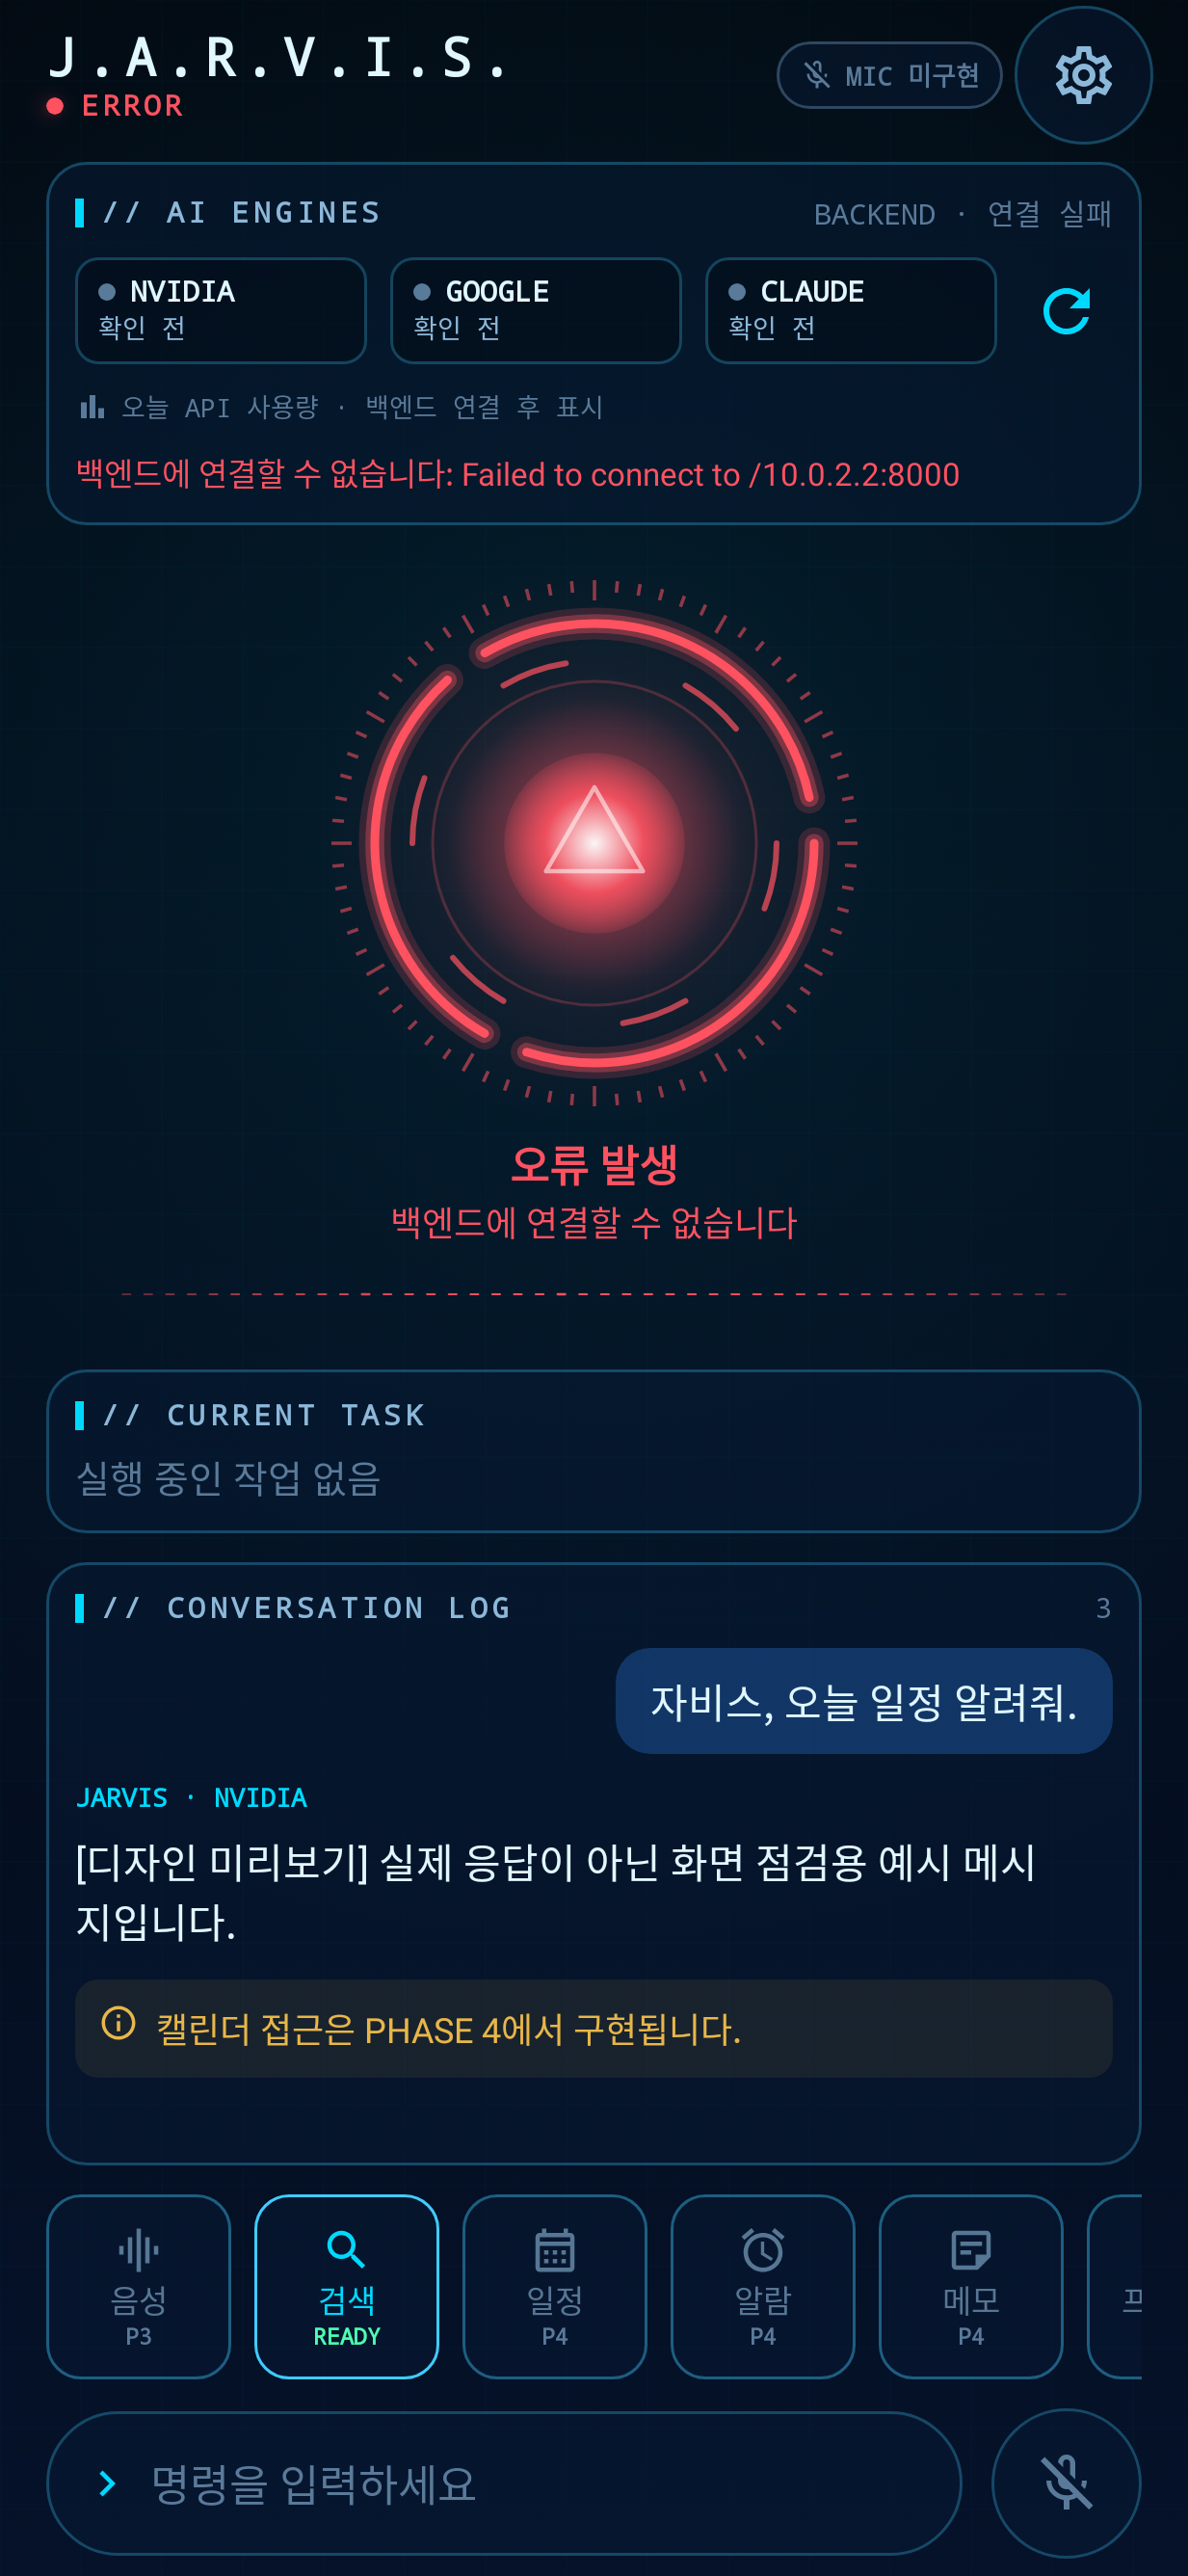 J.A.R.V.I.S.
ERROR
MIC 미구현
// AI ENGINES
BACKEND · 연결 실패
NVIDIA
확인 전
GOOGLE
확인 전
CLAUDE
확인 전
오늘 API 사용량 · 백엔드 연결 후 표시
백엔드에 연결할 수 없습니다: Failed to connect to /10.0.2.2:8000
오류 발생
백엔드에 연결할 수 없습니다
// CURRENT TASK
실행 중인 작업 없음
// CONVERSATION LOG
3
자비스, 오늘 일정 알려줘.
JARVIS · NVIDIA
[디자인 미리보기] 실제 응답이 아닌 화면 점검용 예시 메시
지입니다.
캘린더 접근은 PHASE 4에서 구현됩니다.
음성
P3
검색
READY
일정
P4
알람
P4
메모
P4
명령을 입력하세요